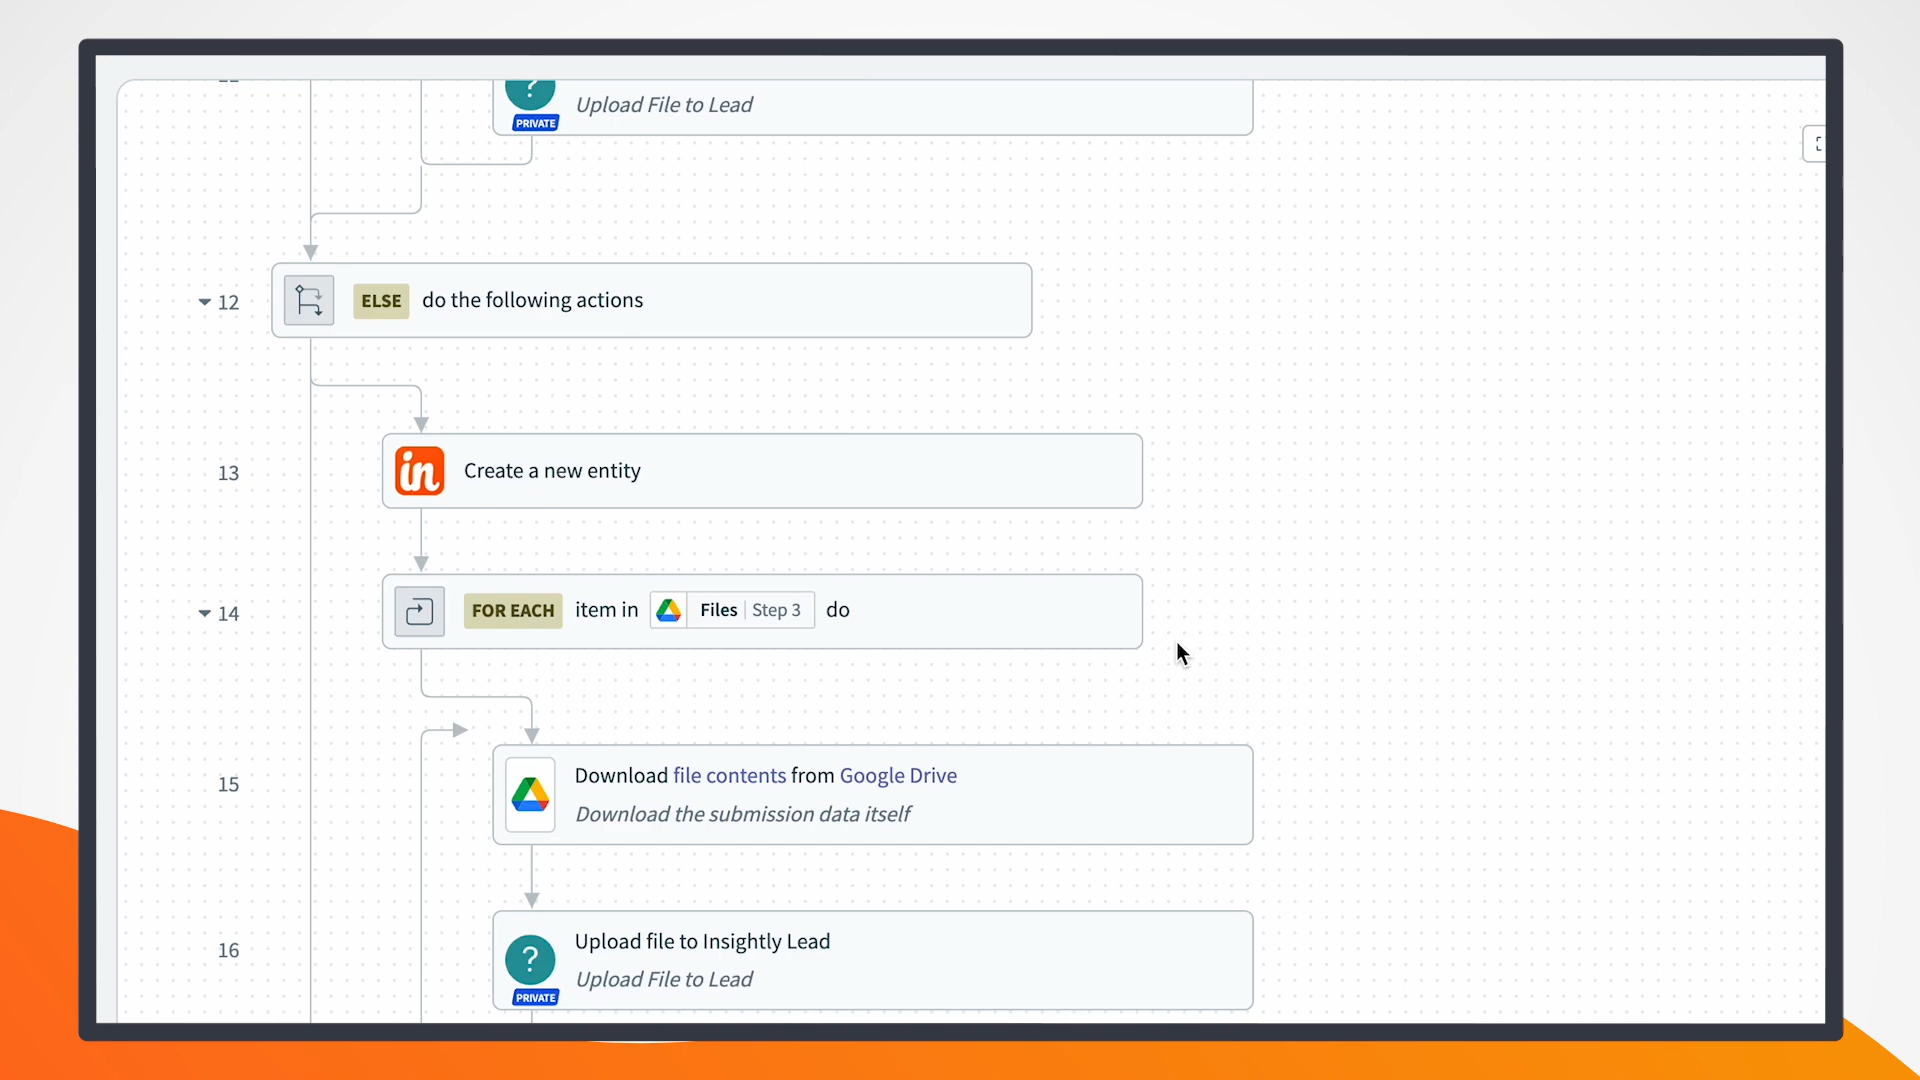 ?
Upload File to Lead
PRIVATE
12
ELSE do the following actions
13
in Create a new entity
14
FOR EACH item in Files Step 3 do
15
Download file contents from Google Drive
Download the submission data itself
16
?
Upload file to Insightly Lead
Upload File to Lead
PRIVATE